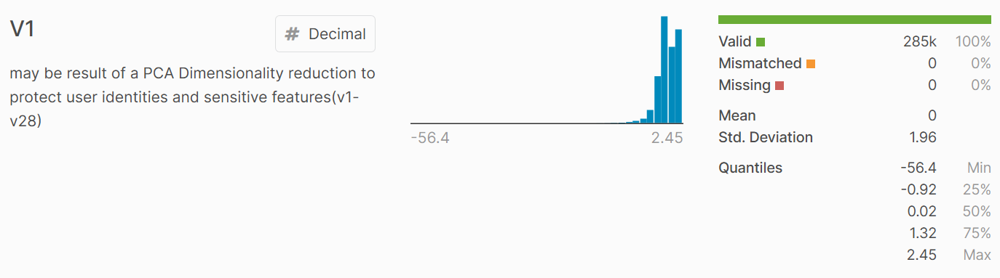 V1
# Decimal
may be result of a PCA Dimensionality reduction to
protect user identities and sensitive features(v1-
v28)
-56.4 2.45
Valid 285k 100%
Mismatched 0 0%
Missing 0 0%
Mean 0
Std. Deviation 1.96
Quantiles -56.4 Min
-0.92 25%
0.02 50%
1.32 75%
2.45 Max